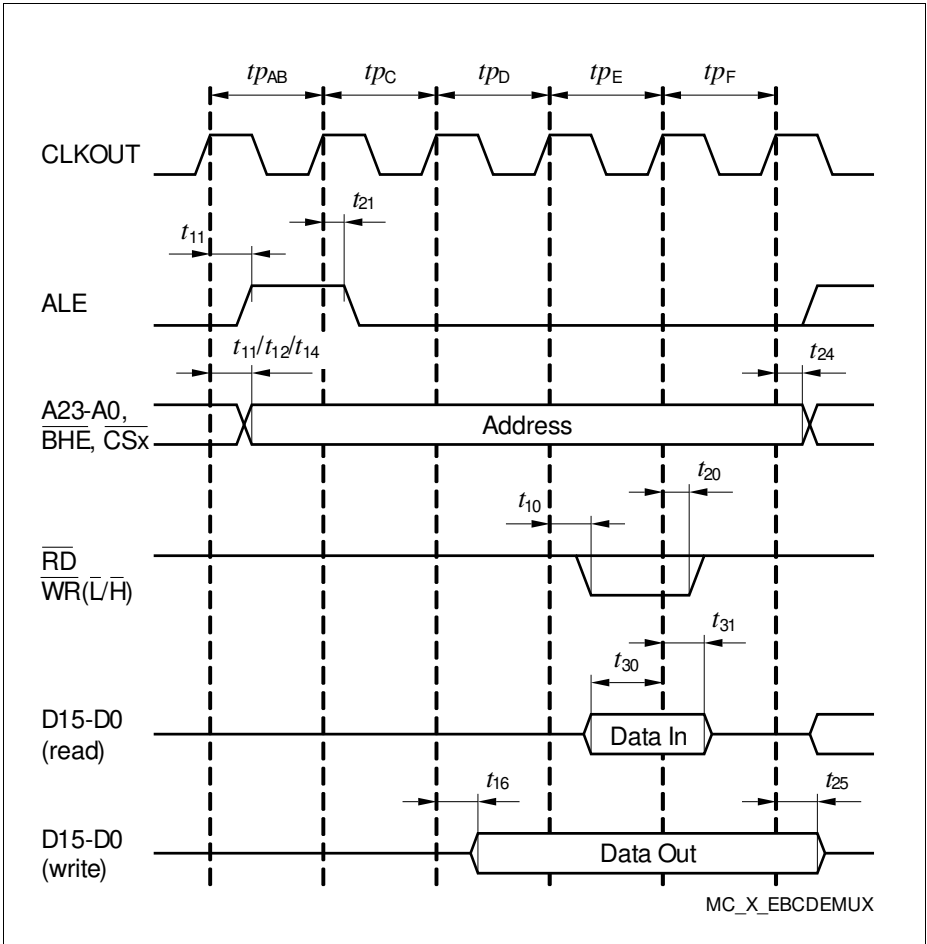 tpAB tpC tpD tpE tpF
CLKOUT
t21
t11
ALE
t11/t12/t14
t24
A23-A0,
BHE, CSx
Address
t20
t10
RD
WR(L/H)
t31
t30
D15-D0
(read)
Data In
t16
t25
D15-D0
(write)
Data Out
MC_X_EBCDEMUX